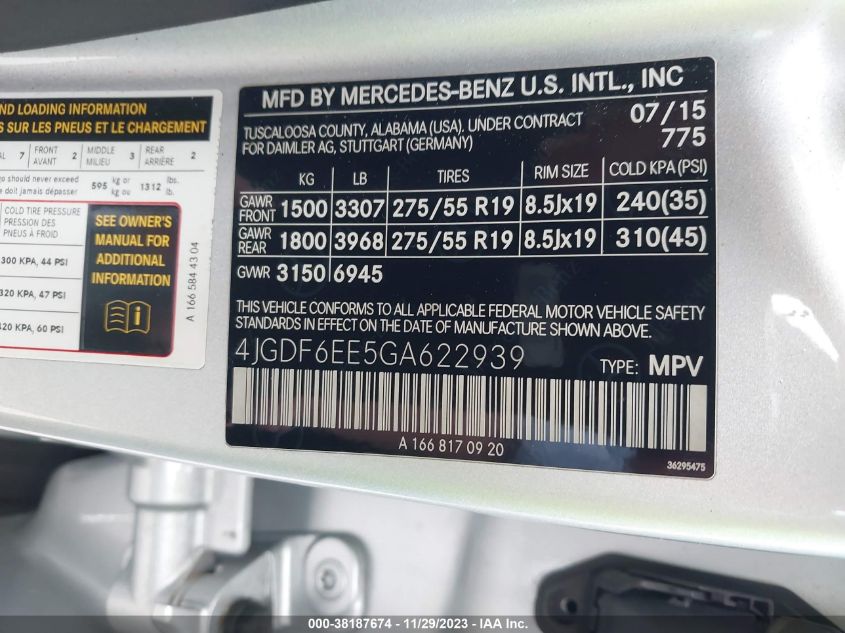 ND LOADING INFORMATION
S SUR LES PNEUS ET LE CHARGEMENT
7 FRONT AVANT 2 MIDDLE MILIEU 3 REAR ARRIÈRE 2
should never exceed
e doit jamais dépasser
595 kg or kg ou 1312 lbs. lb.
COLD TIRE PRESSURE
PRESSION DES
PNEUS À FROID
300 KPA, 44 PSI
320 KPA, 47 PSI
420 KPA, 60 PSI
SEE OWNER'S
MANUAL FOR
ADDITIONAL
INFORMATION
A 166 584 43 04
MFD BY MERCEDES-BENZ U.S. INTL., INC
TUSCALOOSA COUNTY, ALABAMA (USA). UNDER CONTRACT
FOR DAIMLER AG, STUTTGART (GERMANY)
07/15
775
KG LB TIRES RIM SIZE COLD KPA(PSI)
GAWR FRONT 1500 3307 275/55 R19 8.5Jx19 240(35)
GAWR REAR 1800 3968 275/55 R19 8.5Jx19 310(45)
GVWR 3150 6945
THIS VEHICLE CONFORMS TO ALL APPLICABLE FEDERAL MOTOR VEHICLE SAFETY
STANDARDS IN EFFECT ON THE DATE OF MANUFACTURE SHOWN ABOVE.
4JGDF6EE5GA622939
TYPE: MPV
A 166 817 09 20
36295475
000-38187674 - 11/29/2023 - IAA Inc.